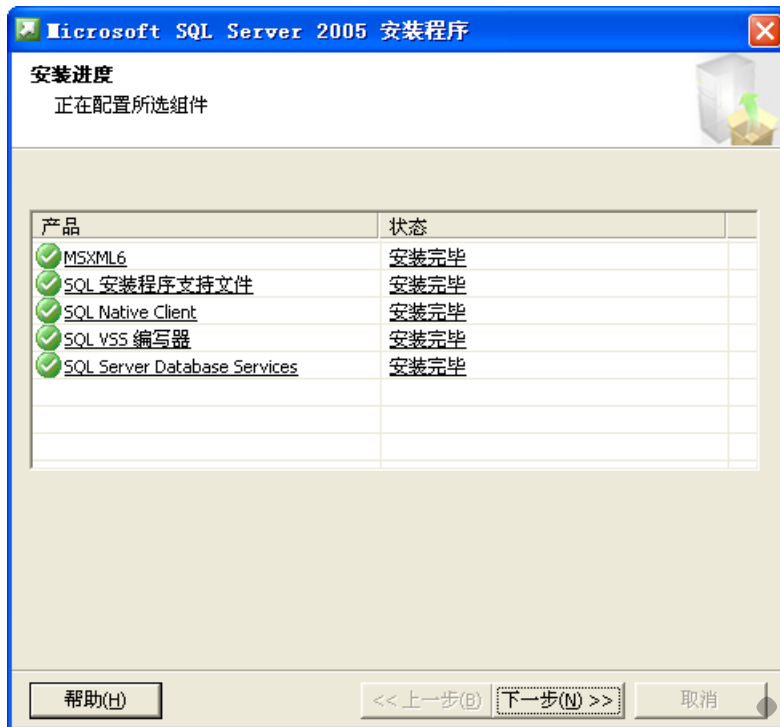 Microsoft SQL Server 2005 安装程序
安装进度
正在配置所选组件
产品 状态
MSXML6 安装完毕
SQL 安装程序支持文件 安装完毕
SQL Native Client 安装完毕
SQL VSS 编写器 安装完毕
SQL Server Database Services 安装完毕
帮助(H) << 上一步(B) 下一步(N) >> 取消